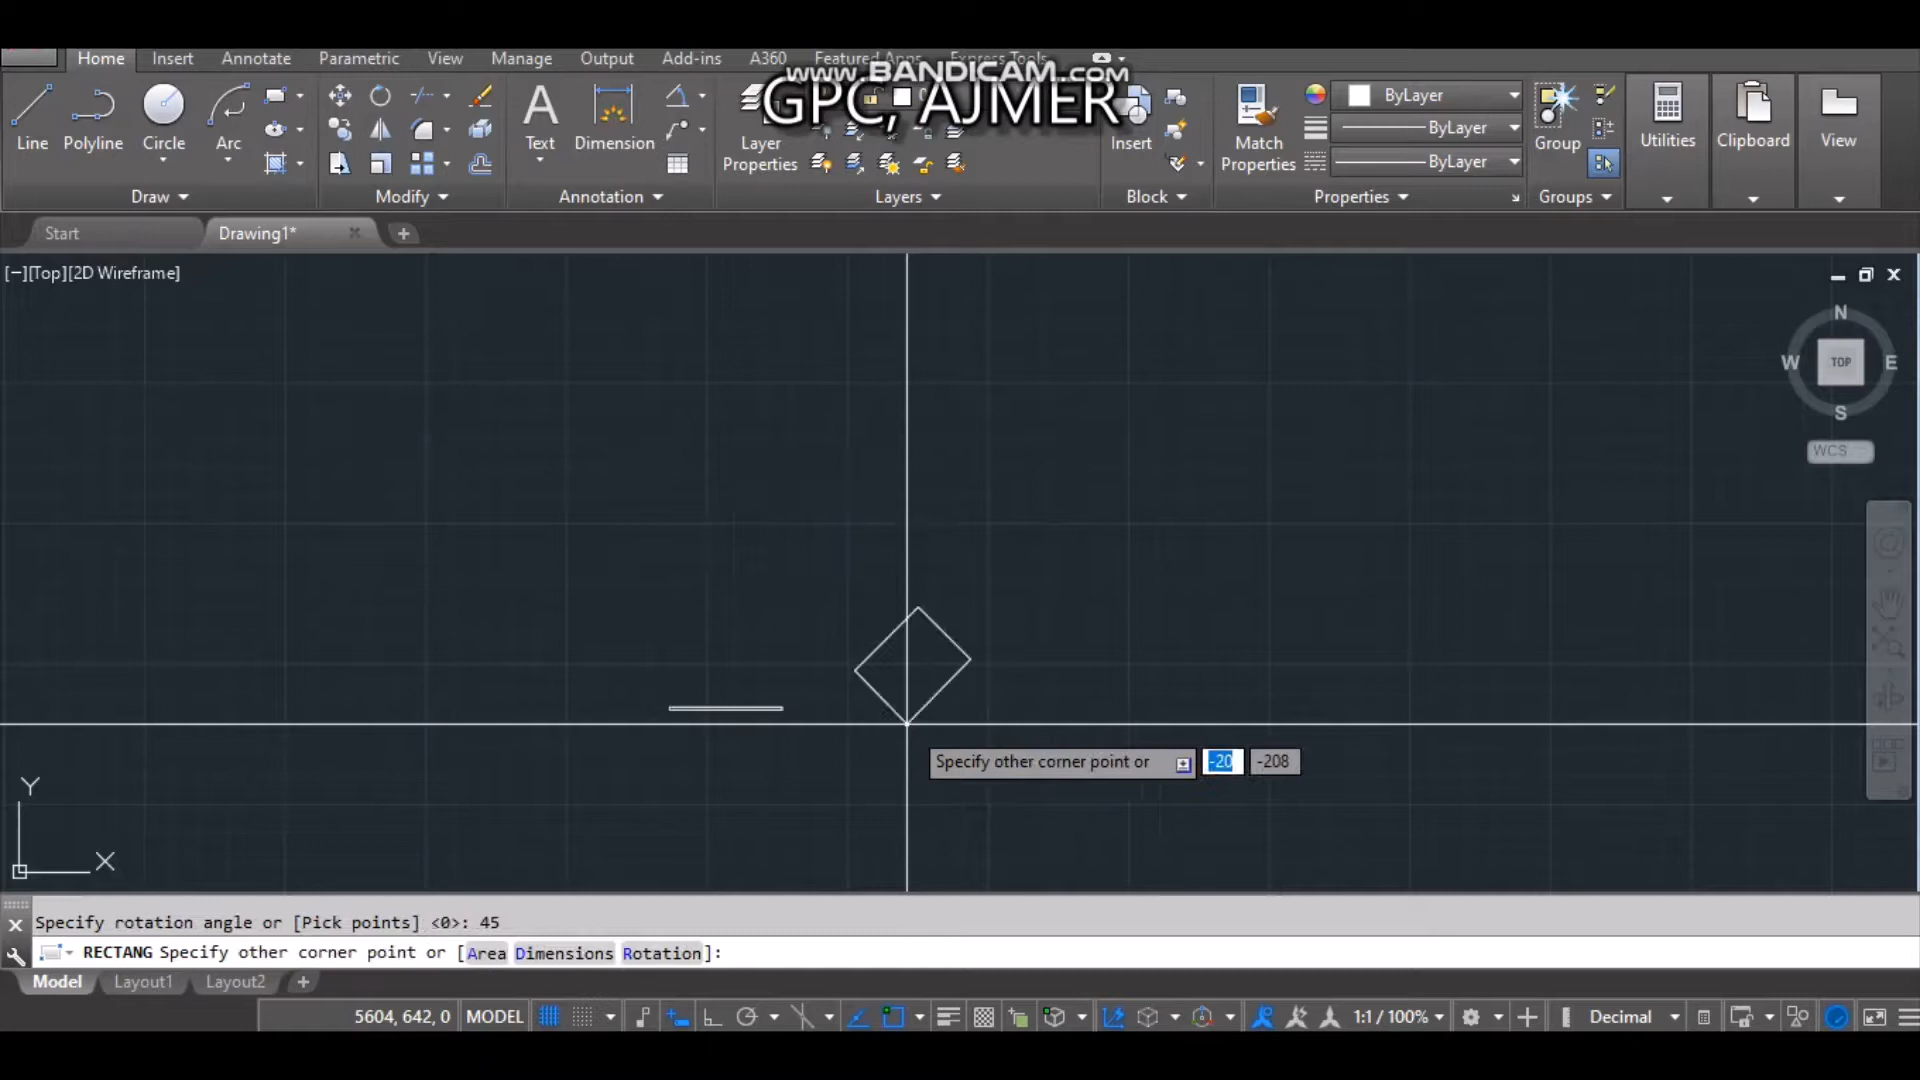 Home Insert Annotate Parametric View Manage Output Add-ins A360 Featured Apps Express Tools
www.BANDICAM.com
GPC, AJMER
ByLayer
ByLayer
ByLayer
Line Polyline Circle Arc
Text Dimension
Layer Properties
Insert
Match Properties
Group
Utilities Clipboard View
Draw Modify Annotation Layers Block Properties Groups
Start Drawing1*
[−][Top][2D Wireframe]
N
W TOP E
S
WCS
Specify other corner point or -20 -208
Y
X
Specify rotation angle or [Pick points] <0>: 45
RECTANG Specify other corner point or [Area Dimensions Rotation]:
Model Layout1 Layout2 +
5604, 642, 0 MODEL 1:1 / 100% Decimal